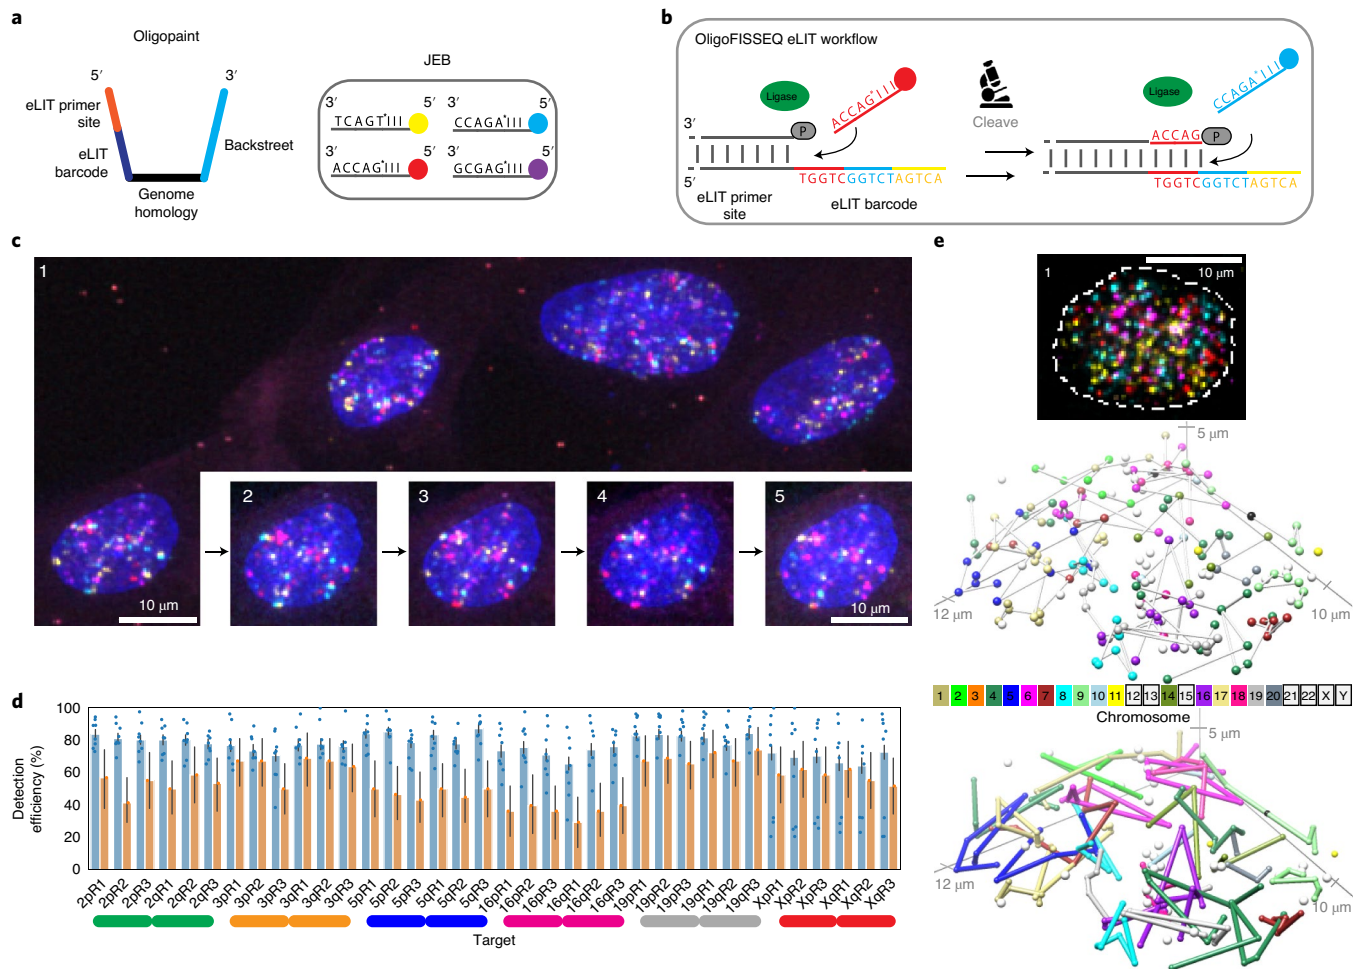 a
Oligopaint
5′
3′
eLIT primer
site
eLIT
barcode
Backstreet
Genome
homology
JEB
3′
5′
3′
5′
TCAGT*III
CCAGA*III
3′
5′
3′
5′
ACCAG*III
GCGAG*III
b
OligoFISSEQ eLIT workflow
Ligase
ACCAG*III
3′
P
5′
TGGTCGGTCTAGTCA
eLIT primer
site
eLIT barcode
Cleave
Ligase
CCAGA*III
ACCAG
P
TGGTCGGTCTAGTCA
c
1
2
3
4
5
10 μm
10 μm
d
Detection
efficiency (%)
100
80
60
40
20
0
2pR1
2pR2
2pR3
2qR1
2qR2
2qR3
3pR1
3pR2
3pR3
3qR1
3qR2
3qR3
5pR1
5pR2
5pR3
5qR1
5qR2
5qR3
16pR1
16pR2
16pR3
16qR1
16qR2
16qR3
19pR1
19pR2
19pR3
19qR1
19qR2
19qR3
XpR1
XpR2
XpR3
XqR1
XqR2
XqR3
Target
e
1
10 μm
5 μm
12 μm
10 μm
1 2 3 4 5 6 7 8 9 10 11 12 13 14 15 16 17 18 19 20 21 22 X Y
Chromosome
5 μm
12 μm
10 μm